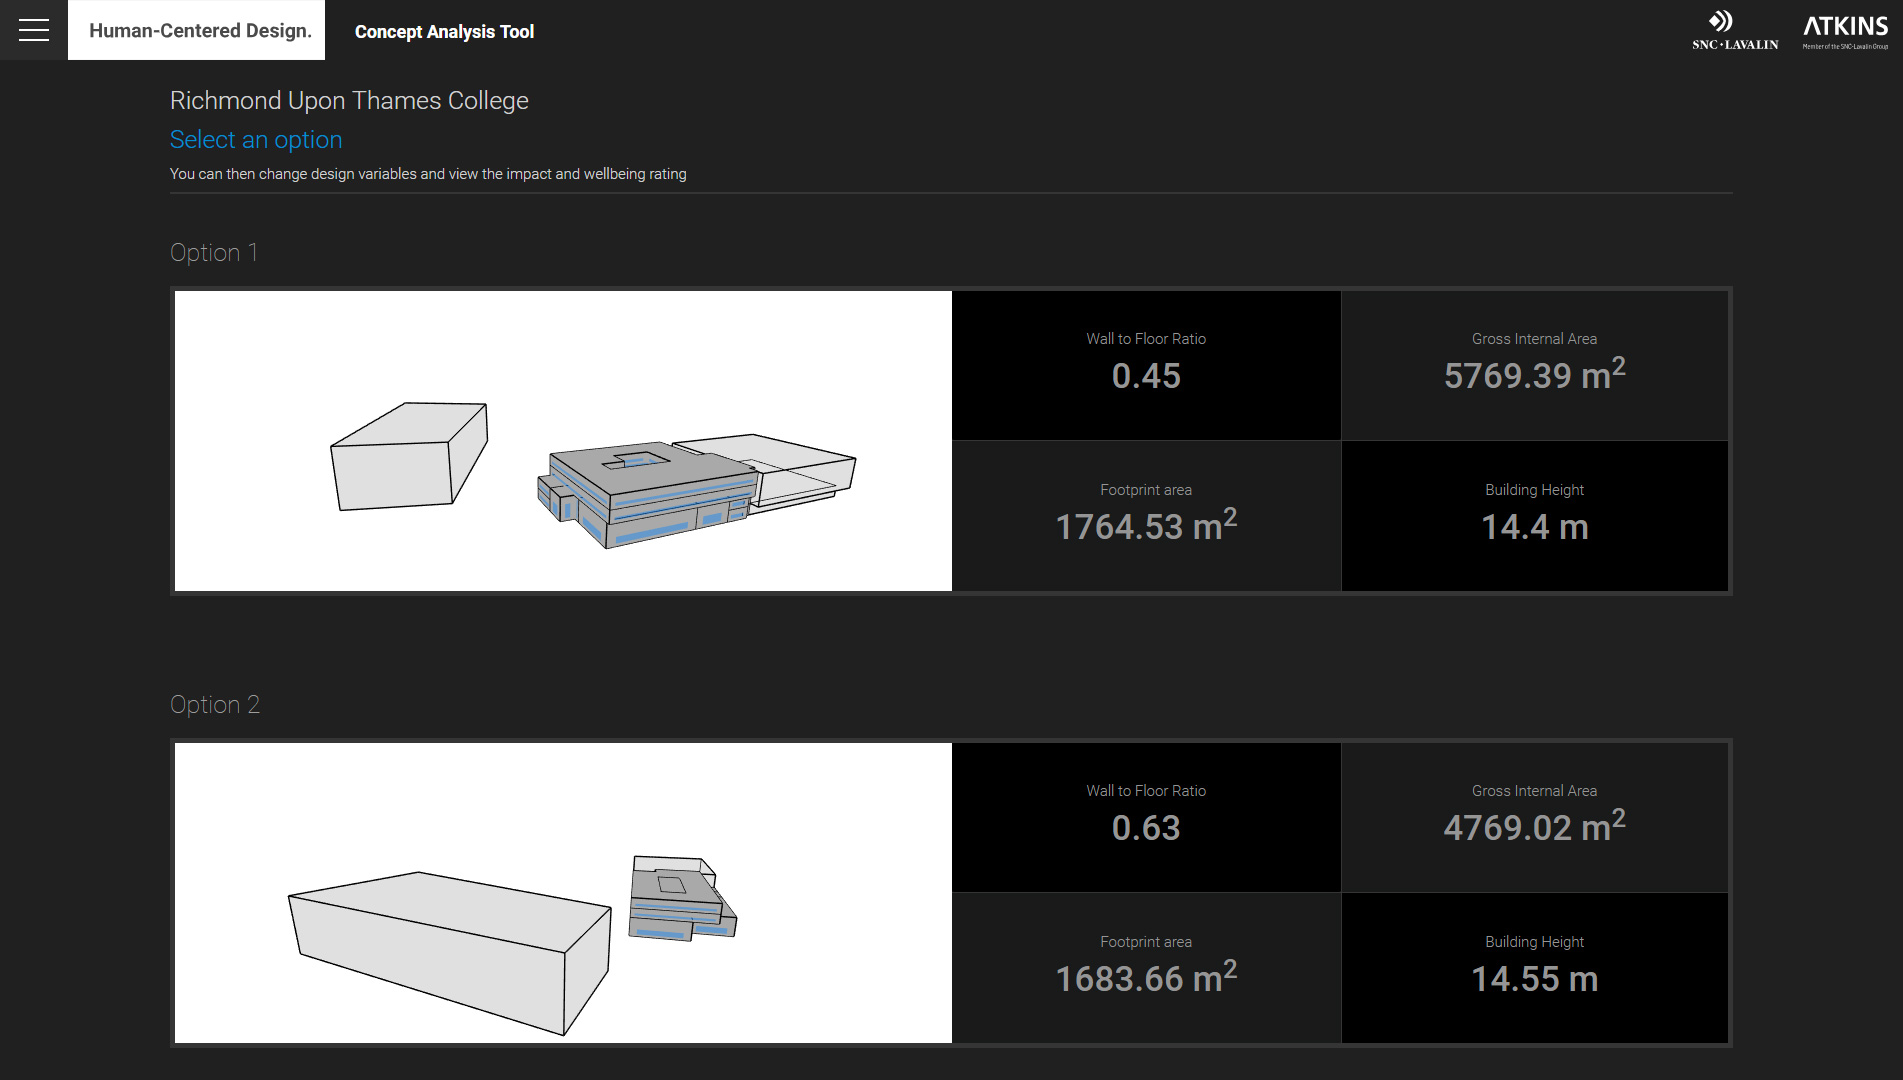 Human-Centered Design.
Concept Analysis Tool
SNC·LAVALIN
ATKINS
Member of the SNC-Lavalin Group
Richmond Upon Thames College
Select an option
You can then change design variables and view the impact and wellbeing rating
Option 1
Wall to Floor Ratio
0.45
Gross Internal Area
5769.39 m²
Footprint area
1764.53 m²
Building Height
14.4 m
Option 2
Wall to Floor Ratio
0.63
Gross Internal Area
4769.02 m²
Footprint area
1683.66 m²
Building Height
14.55 m